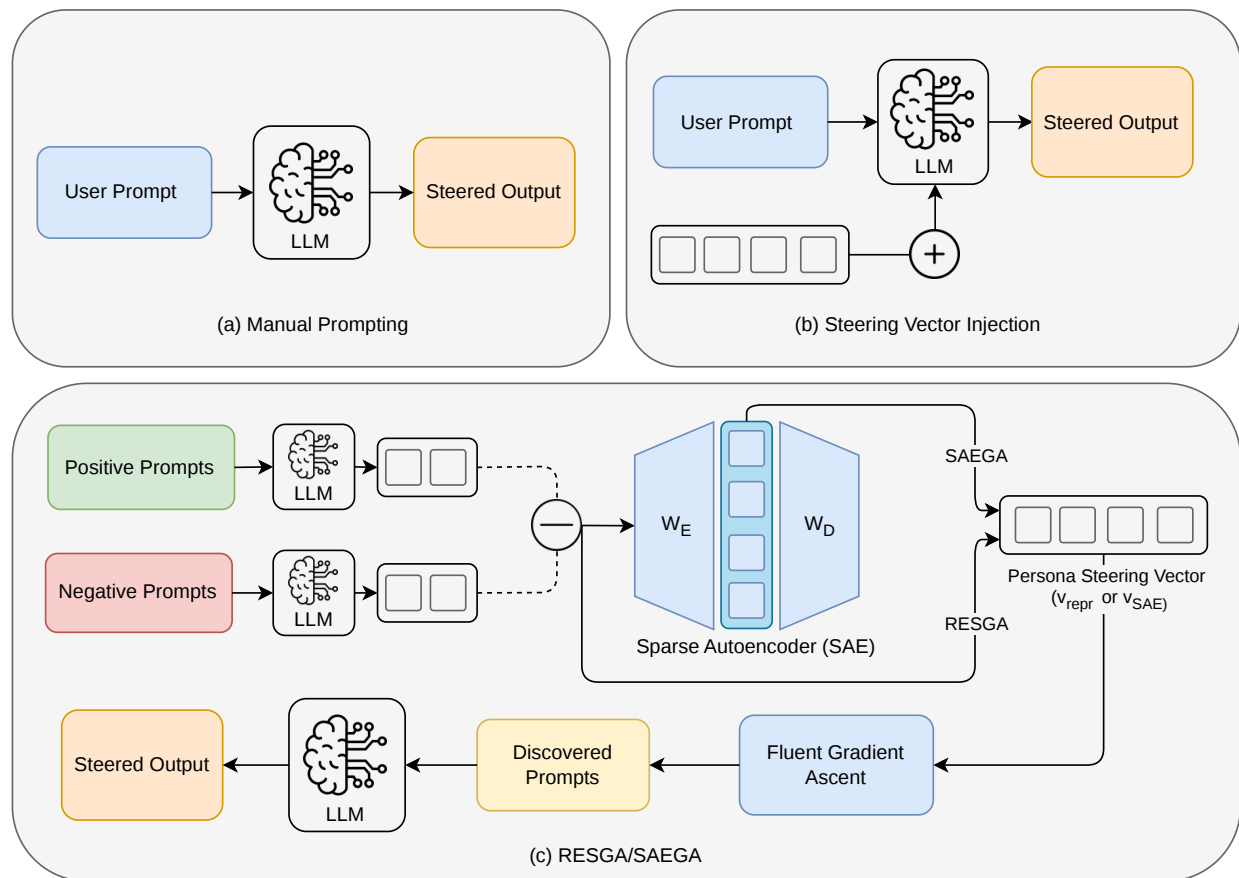 User Prompt
LLM
Steered Output
(a) Manual Prompting
User Prompt
LLM
Steered Output
(b) Steering Vector Injection
Positive Prompts
LLM
Negative Prompts
LLM
W_E
W_D
Sparse Autoencoder (SAE)
SAEGA
RESGA
Persona Steering Vector
(v_repr or v_SAE)
Steered Output
LLM
Discovered
Prompts
Fluent Gradient
Ascent
(c) RESGA/SAEGA